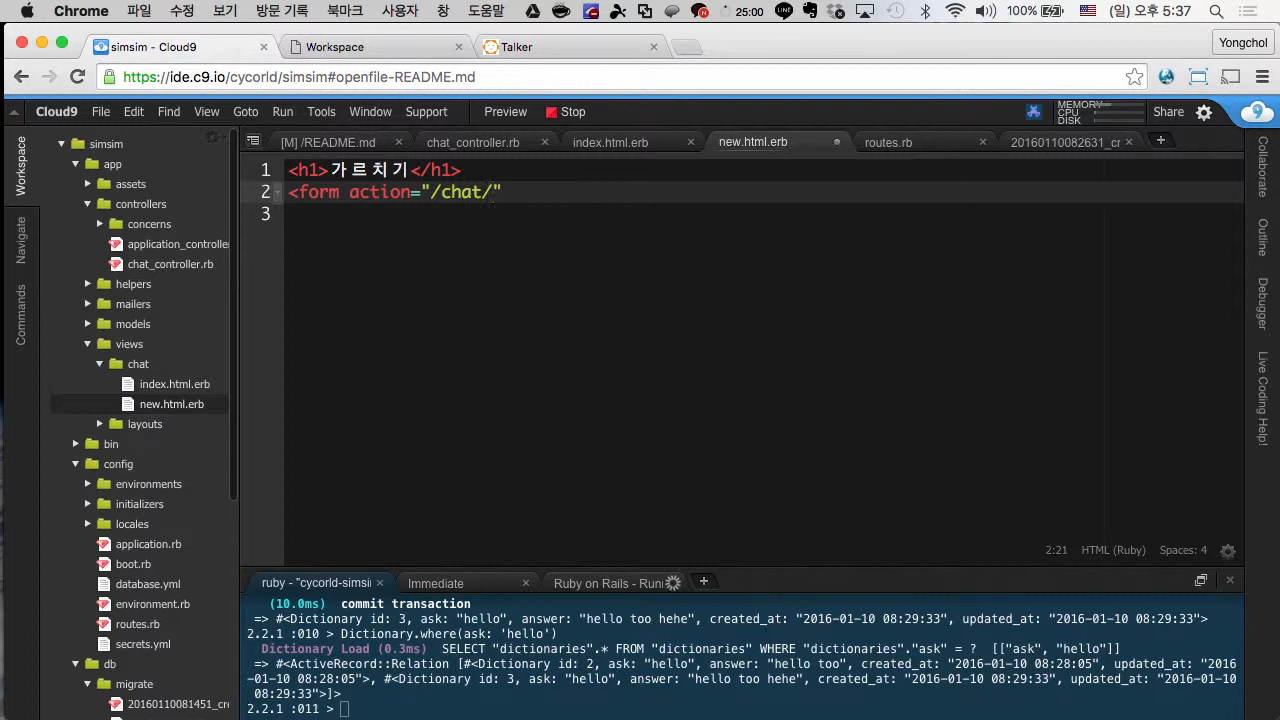 Chrome 파일 수정 보기 방문 기록 북마크 사용자 창 도움말 25:00 LINE 100% (일) 오후 5:37
simsim - Cloud9 Workspace Talker Yongchol
https://ide.c9.io/cycorld/simsim#openfile-README.md
Cloud9 File Edit Find View Goto Run Tools Window Support Preview Stop MEMORY CPU DISK Share
[M] /README.md chat_controller.rb index.html.erb new.html.erb routes.rb 20160110082631_cr
Workspace
Navigate
Commands
simsim
app
assets
controllers
concerns
application_controlle
chat_controller.rb
helpers
mailers
models
views
chat
index.html.erb
new.html.erb
layouts
bin
config
environments
initializers
locales
application.rb
boot.rb
database.yml
environment.rb
routes.rb
secrets.yml
db
migrate
20160110081451_cre
1 <h1>가르치기</h1>
2 <form action="/chat/"
3
2:21 HTML (Ruby) Spaces: 4
Collaborate
Outline
Debugger
Live Coding Help!
ruby - "cycorld-simsi Immediate Ruby on Rails - Run
(10.0ms) commit transaction
=> #<Dictionary id: 3, ask: "hello", answer: "hello too hehe", created_at: "2016-01-10 08:29:33", updated_at: "2016-01-10 08:29:33">
2.2.1 :010 > Dictionary.where(ask: 'hello')
Dictionary Load (0.3ms) SELECT "dictionaries".* FROM "dictionaries" WHERE "dictionaries"."ask" = ? [["ask", "hello"]]
=> #<ActiveRecord::Relation [#<Dictionary id: 2, ask: "hello", answer: "hello too", created_at: "2016-01-10 08:28:05", updated_at: "2016
-01-10 08:28:05">, #<Dictionary id: 3, ask: "hello", answer: "hello too hehe", created_at: "2016-01-10 08:29:33", updated_at: "2016-01-10
08:29:33">]>
2.2.1 :011 >